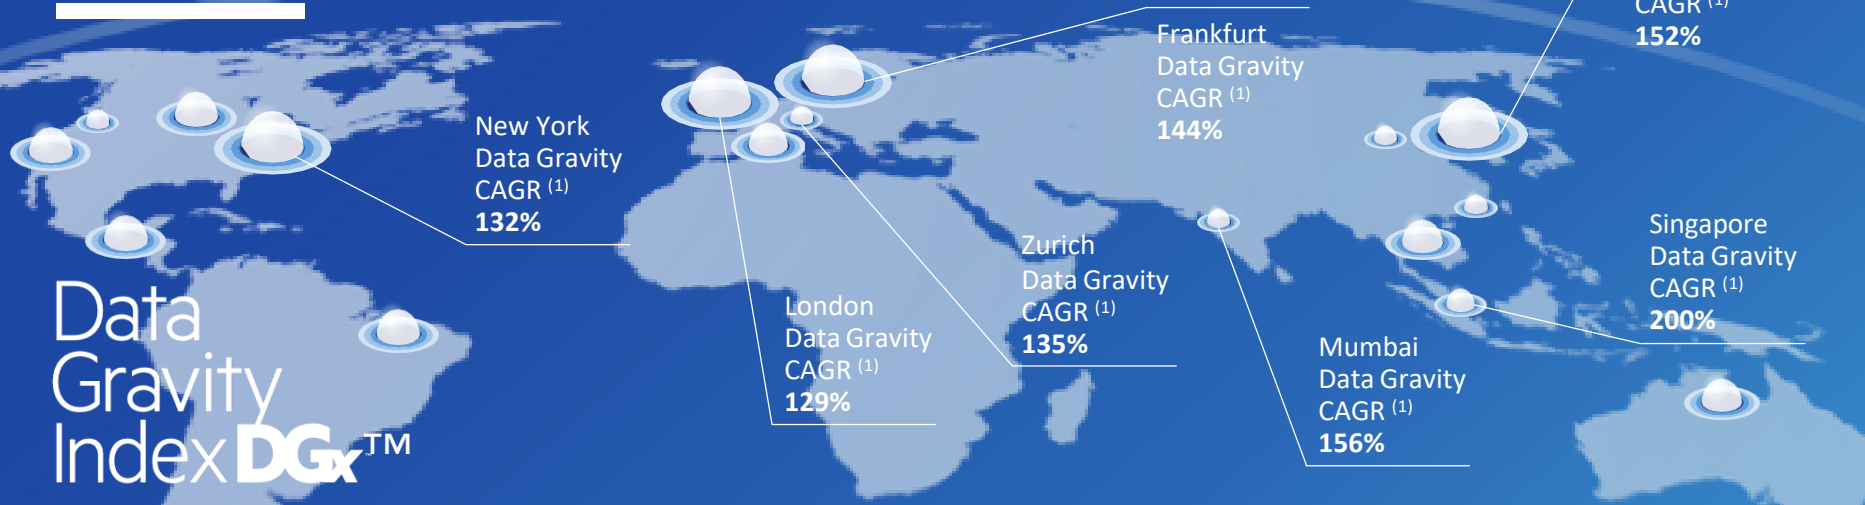 CAGR (1)
152%
Frankfurt
Data Gravity
CAGR (1)
144%
New York
Data Gravity
CAGR (1)
132%
Singapore
Data Gravity
CAGR (1)
200%
Zurich
Data Gravity
CAGR (1)
135%
London
Data Gravity
CAGR (1)
129%
Mumbai
Data Gravity
CAGR (1)
156%
Data
Gravity
Index DGx™